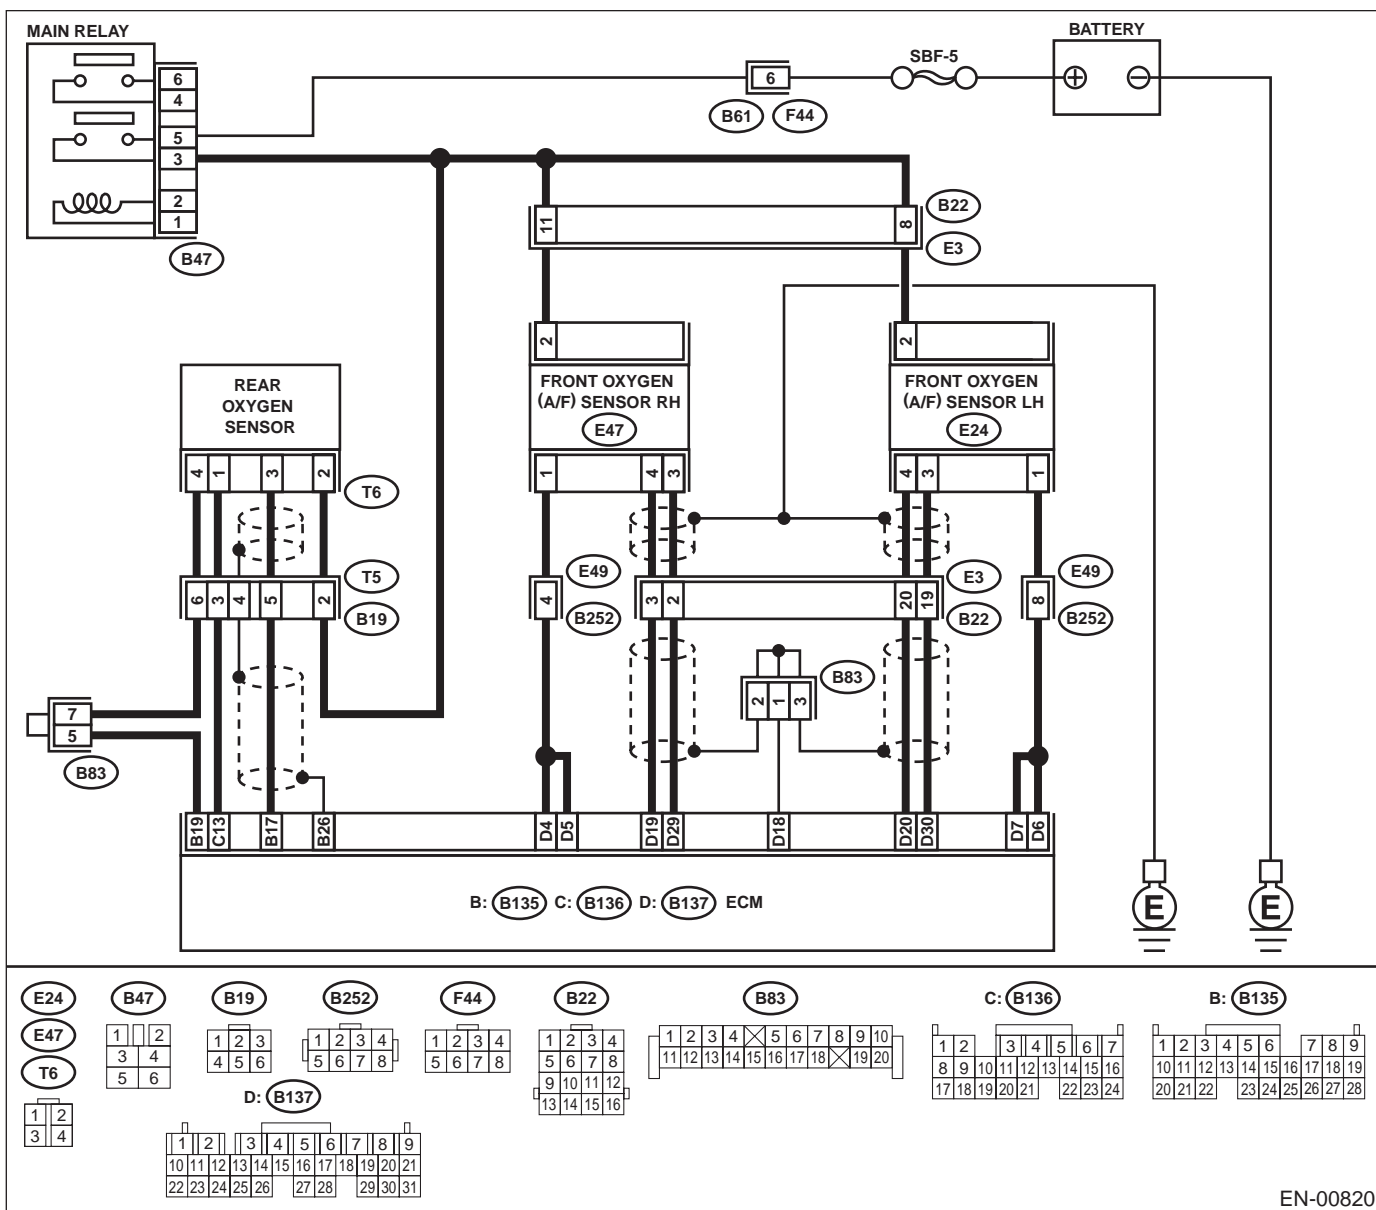 MAIN RELAY
BATTERY
SBF-5
6
4
5
3
2
1
B47
6
B61 F44
11 8
B22
E3
2 2
REAR
OXYGEN
SENSOR
FRONT OXYGEN
(A/F) SENSOR RH
E47
FRONT OXYGEN
(A/F) SENSOR LH
E24
4 1 3 2
T6
1 4 3
4 3 1
T5
B19
6 3 4 5 2
E49
B252
4
3 2 20 19
E3
B22
E49
B252
8
B83
2 1 3
7
5
B83
B19 C13 B17 B26 D4 D5 D19 D29 D18 D20 D30 D7 D6
B: B135 C: B136 D: B137 ECM
E E
E24 B47 B19 B252 F44 B22 B83 C: B136 B: B135
E47
T6
1 2
3 4
1 2
3 4
5 6
1 2 3
4 5 6
1 2 3 4
5 6 7 8
1 2 3 4
5 6 7 8
1 2 3 4
5 6 7 8
9 10 11 12
13 14 15 16
1 2 3 4 5 6 7 8 9 10
11 12 13 14 15 16 17 18 19 20
1 2 3 4 5 6 7
8 9 10 11 12 13 14 15 16
17 18 19 20 21 22 23 24
1 2 3 4 5 6 7 8 9
10 11 12 13 14 15 16 17 18 19
20 21 22 23 24 25 26 27 28
D: B137
1 2 3 4 5 6 7 8 9
10 11 12 13 14 15 16 17 18 19 20 21
22 23 24 25 26 27 28 29 30 31
EN-00820